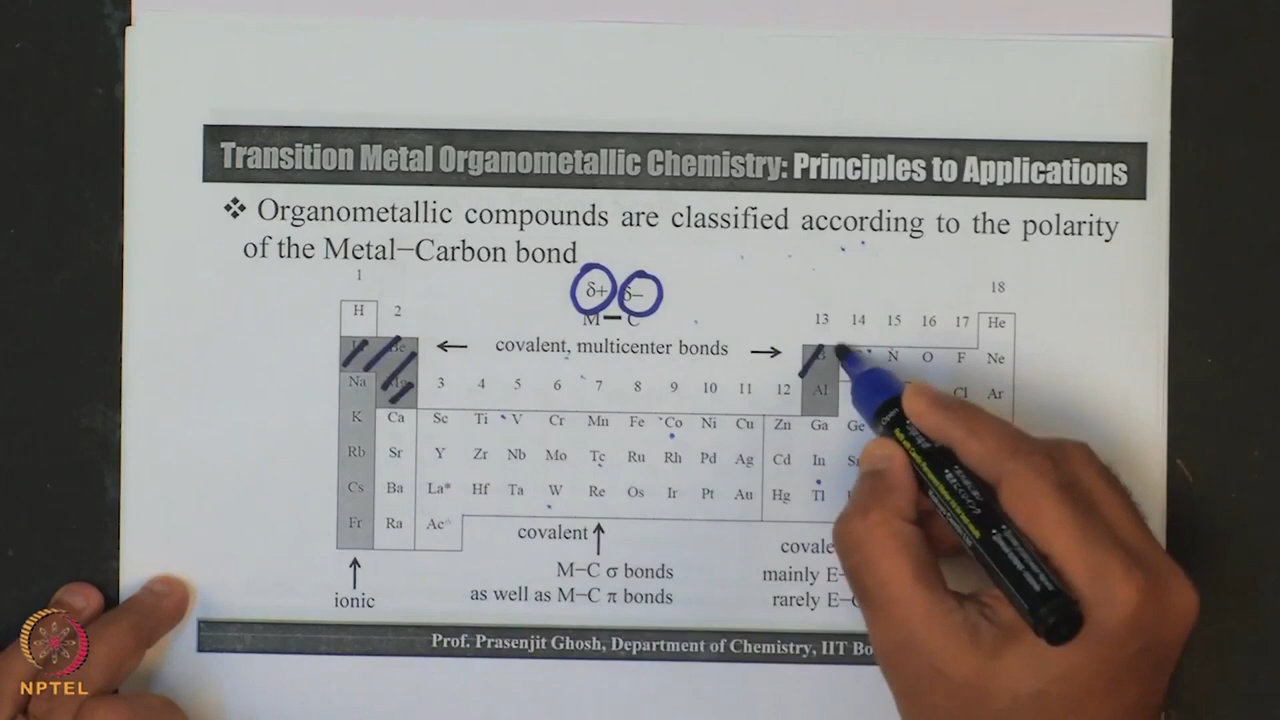 Transition Metal Organometallic Chemistry: Principles to Applications
❖ Organometallic compounds are classified according to the polarity
of the Metal−Carbon bond
1
18
δ+ δ−
M−C
H 2 13 14 15 16 17 He
Be ← covalent, multicenter bonds → B N O F Ne
Na Mg 3 4 5 6 7 8 9 10 11 12 Al Cl Ar
K Ca Sc Ti V Cr Mn Fe Co Ni Cu Zn Ga Ge
Rb Sr Y Zr Nb Mo Tc Ru Rh Pd Ag Cd In
Cs Ba La* Hf Ta W Re Os Ir Pt Au Hg Tl
Fr Ra Ac^
covalent ↑
M−C σ bonds mainly
ionic as well as M−C π bonds rarely
Prof. Prasenjit Ghosh, Department of Chemistry, IIT
NPTEL